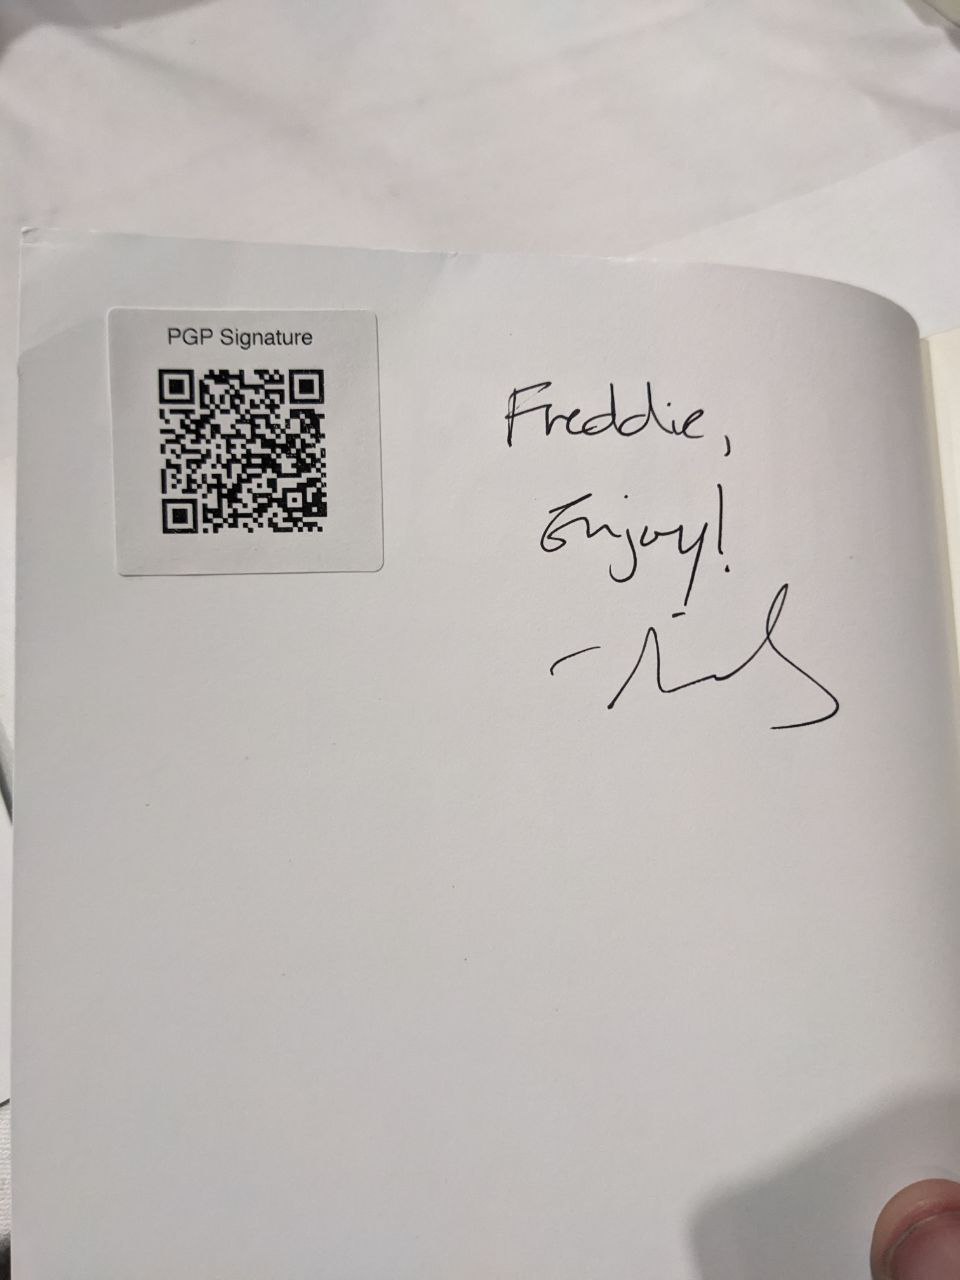 PGP Signature
Freddie,
Enjoy!